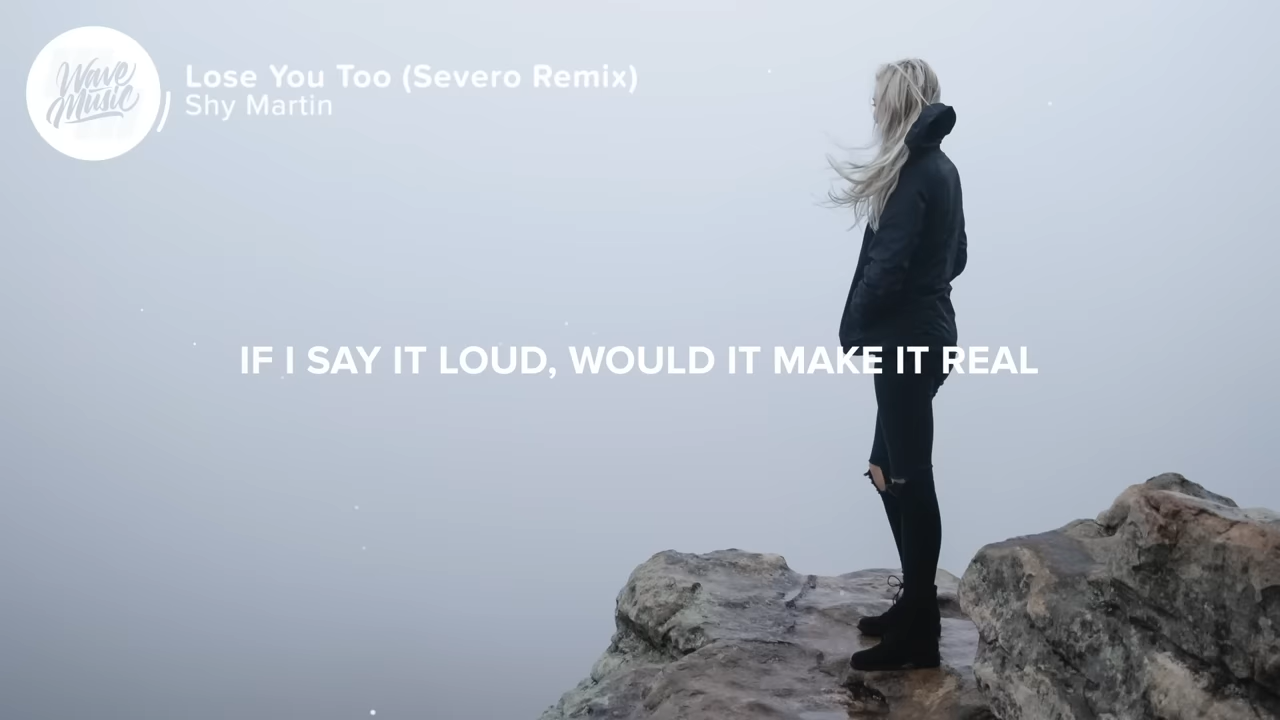 Wave
Music
Lose You Too (Severo Remix)
Shy Martin
IF I SAY IT LOUD, WOULD IT MAKE IT REAL